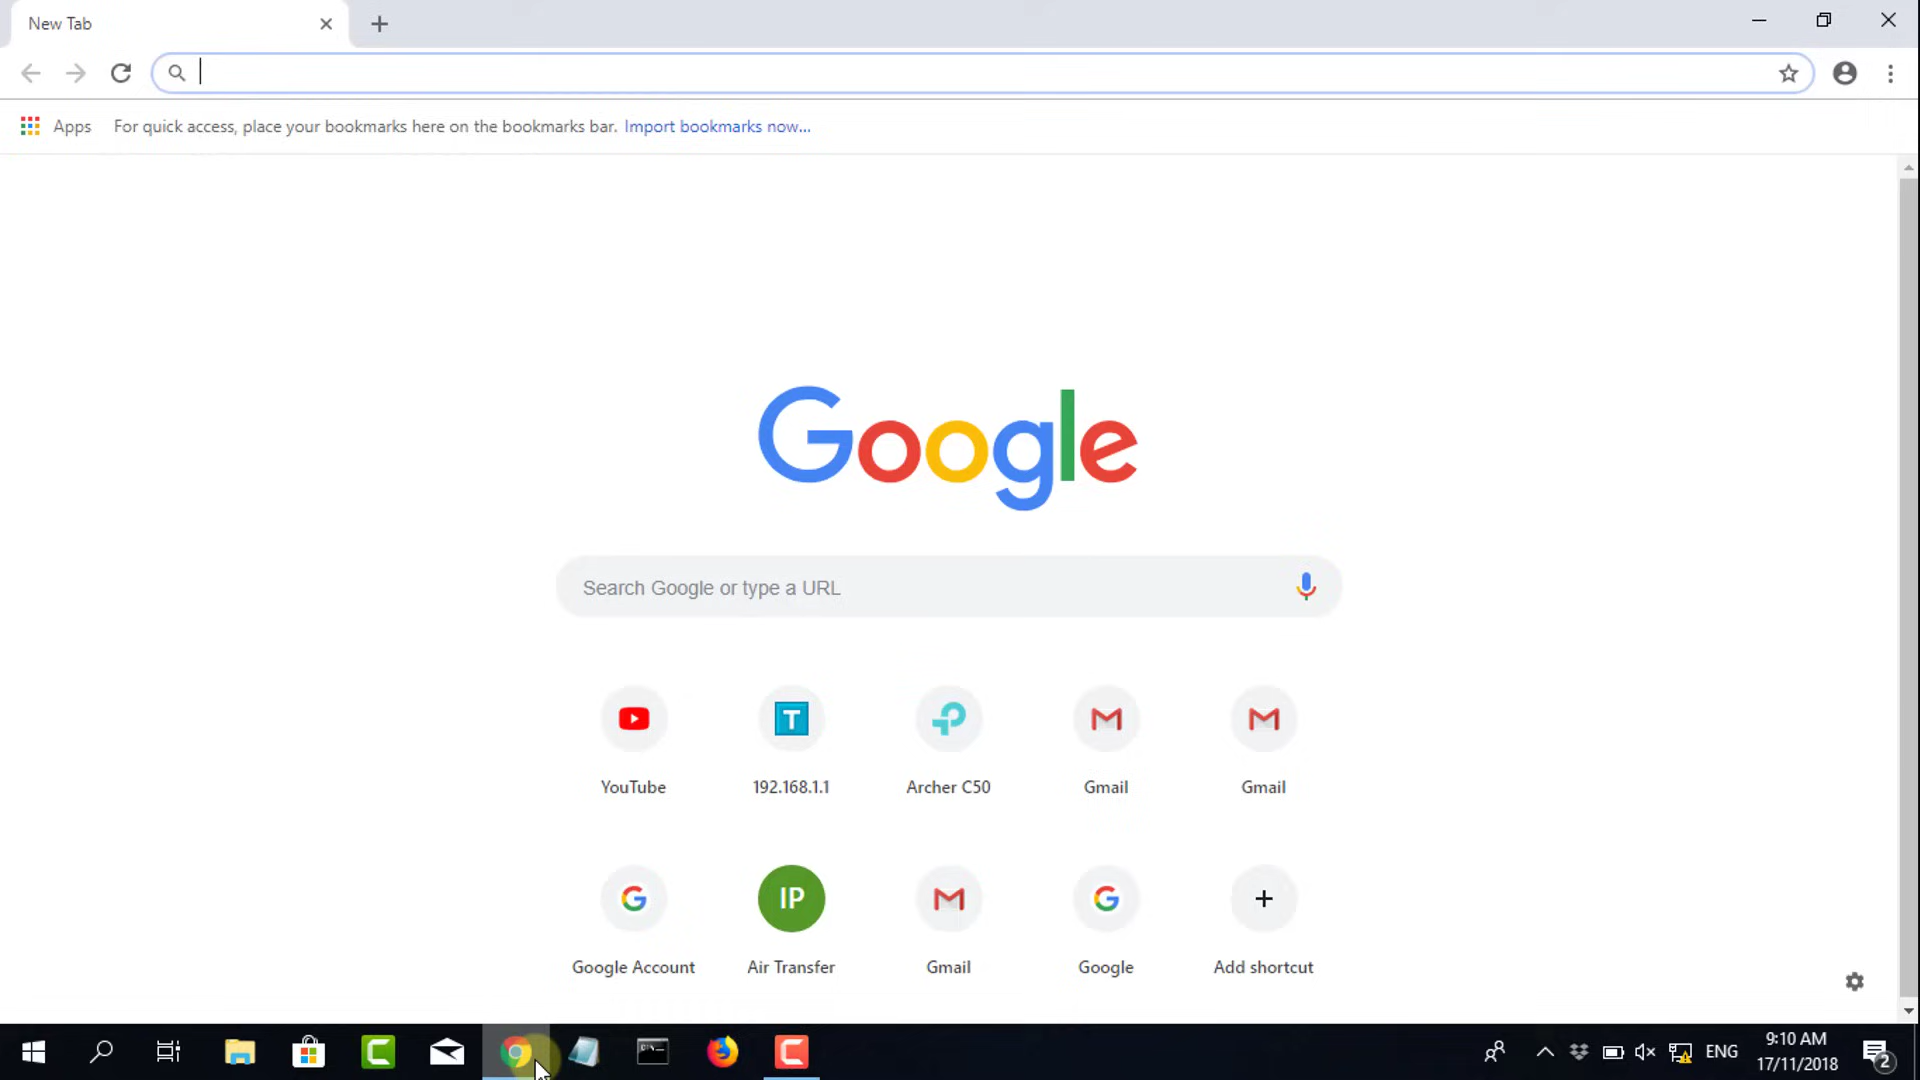 New Tab
Apps For quick access, place your bookmarks here on the bookmarks bar. Import bookmarks now...
Google
Search Google or type a URL
T
YouTube 192.168.1.1 Archer C50 Gmail Gmail
IP
Google Account Air Transfer Gmail Google Add shortcut
ENG 9:10 AM
17/11/2018 2